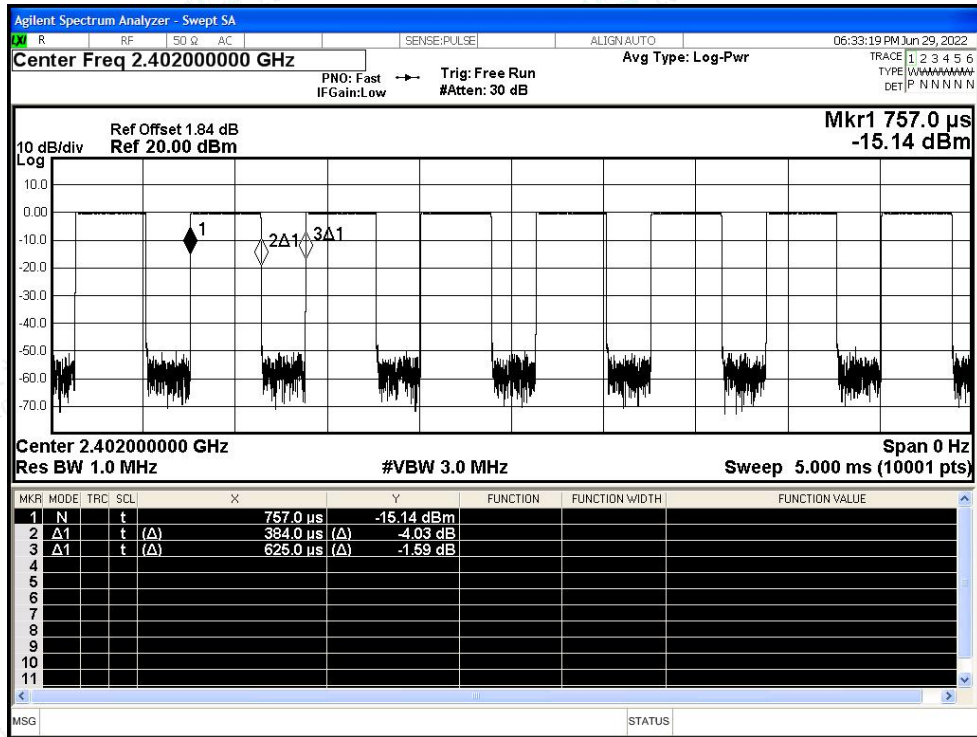 Agilent Spectrum Analyzer - Swept SA
LXI R RF 50 Ω AC SENSE:PULSE ALIGN AUTO 06:33:19 PM Jun 29, 2022
Center Freq 2.402000000 GHz Avg Type: Log-Pwr TRACE 1 2 3 4 5 6
PNO: Fast Trig: Free Run TYPE WWWWWW
IFGain:Low #Atten: 30 dB DET P N N N N N
Mkr1 757.0 µs
Ref Offset 1.84 dB
10 dB/div Ref 20.00 dBm -15.14 dBm
Log
10.0
0.00
1
2Δ1 3Δ1
-10.0
-20.0
-30.0
-40.0
-50.0
-60.0
-70.0
Center 2.402000000 GHz Span 0 Hz
Res BW 1.0 MHz #VBW 3.0 MHz Sweep 5.000 ms (10001 pts)
MKR MODE TRC SCL X Y FUNCTION FUNCTION WIDTH FUNCTION VALUE
1 N t 757.0 µs -15.14 dBm
2 Δ1 t (Δ) 384.0 µs (Δ) -4.03 dB
3 Δ1 t (Δ) 625.0 µs (Δ) -1.59 dB
4
5
6
7
8
9
10
11
MSG STATUS